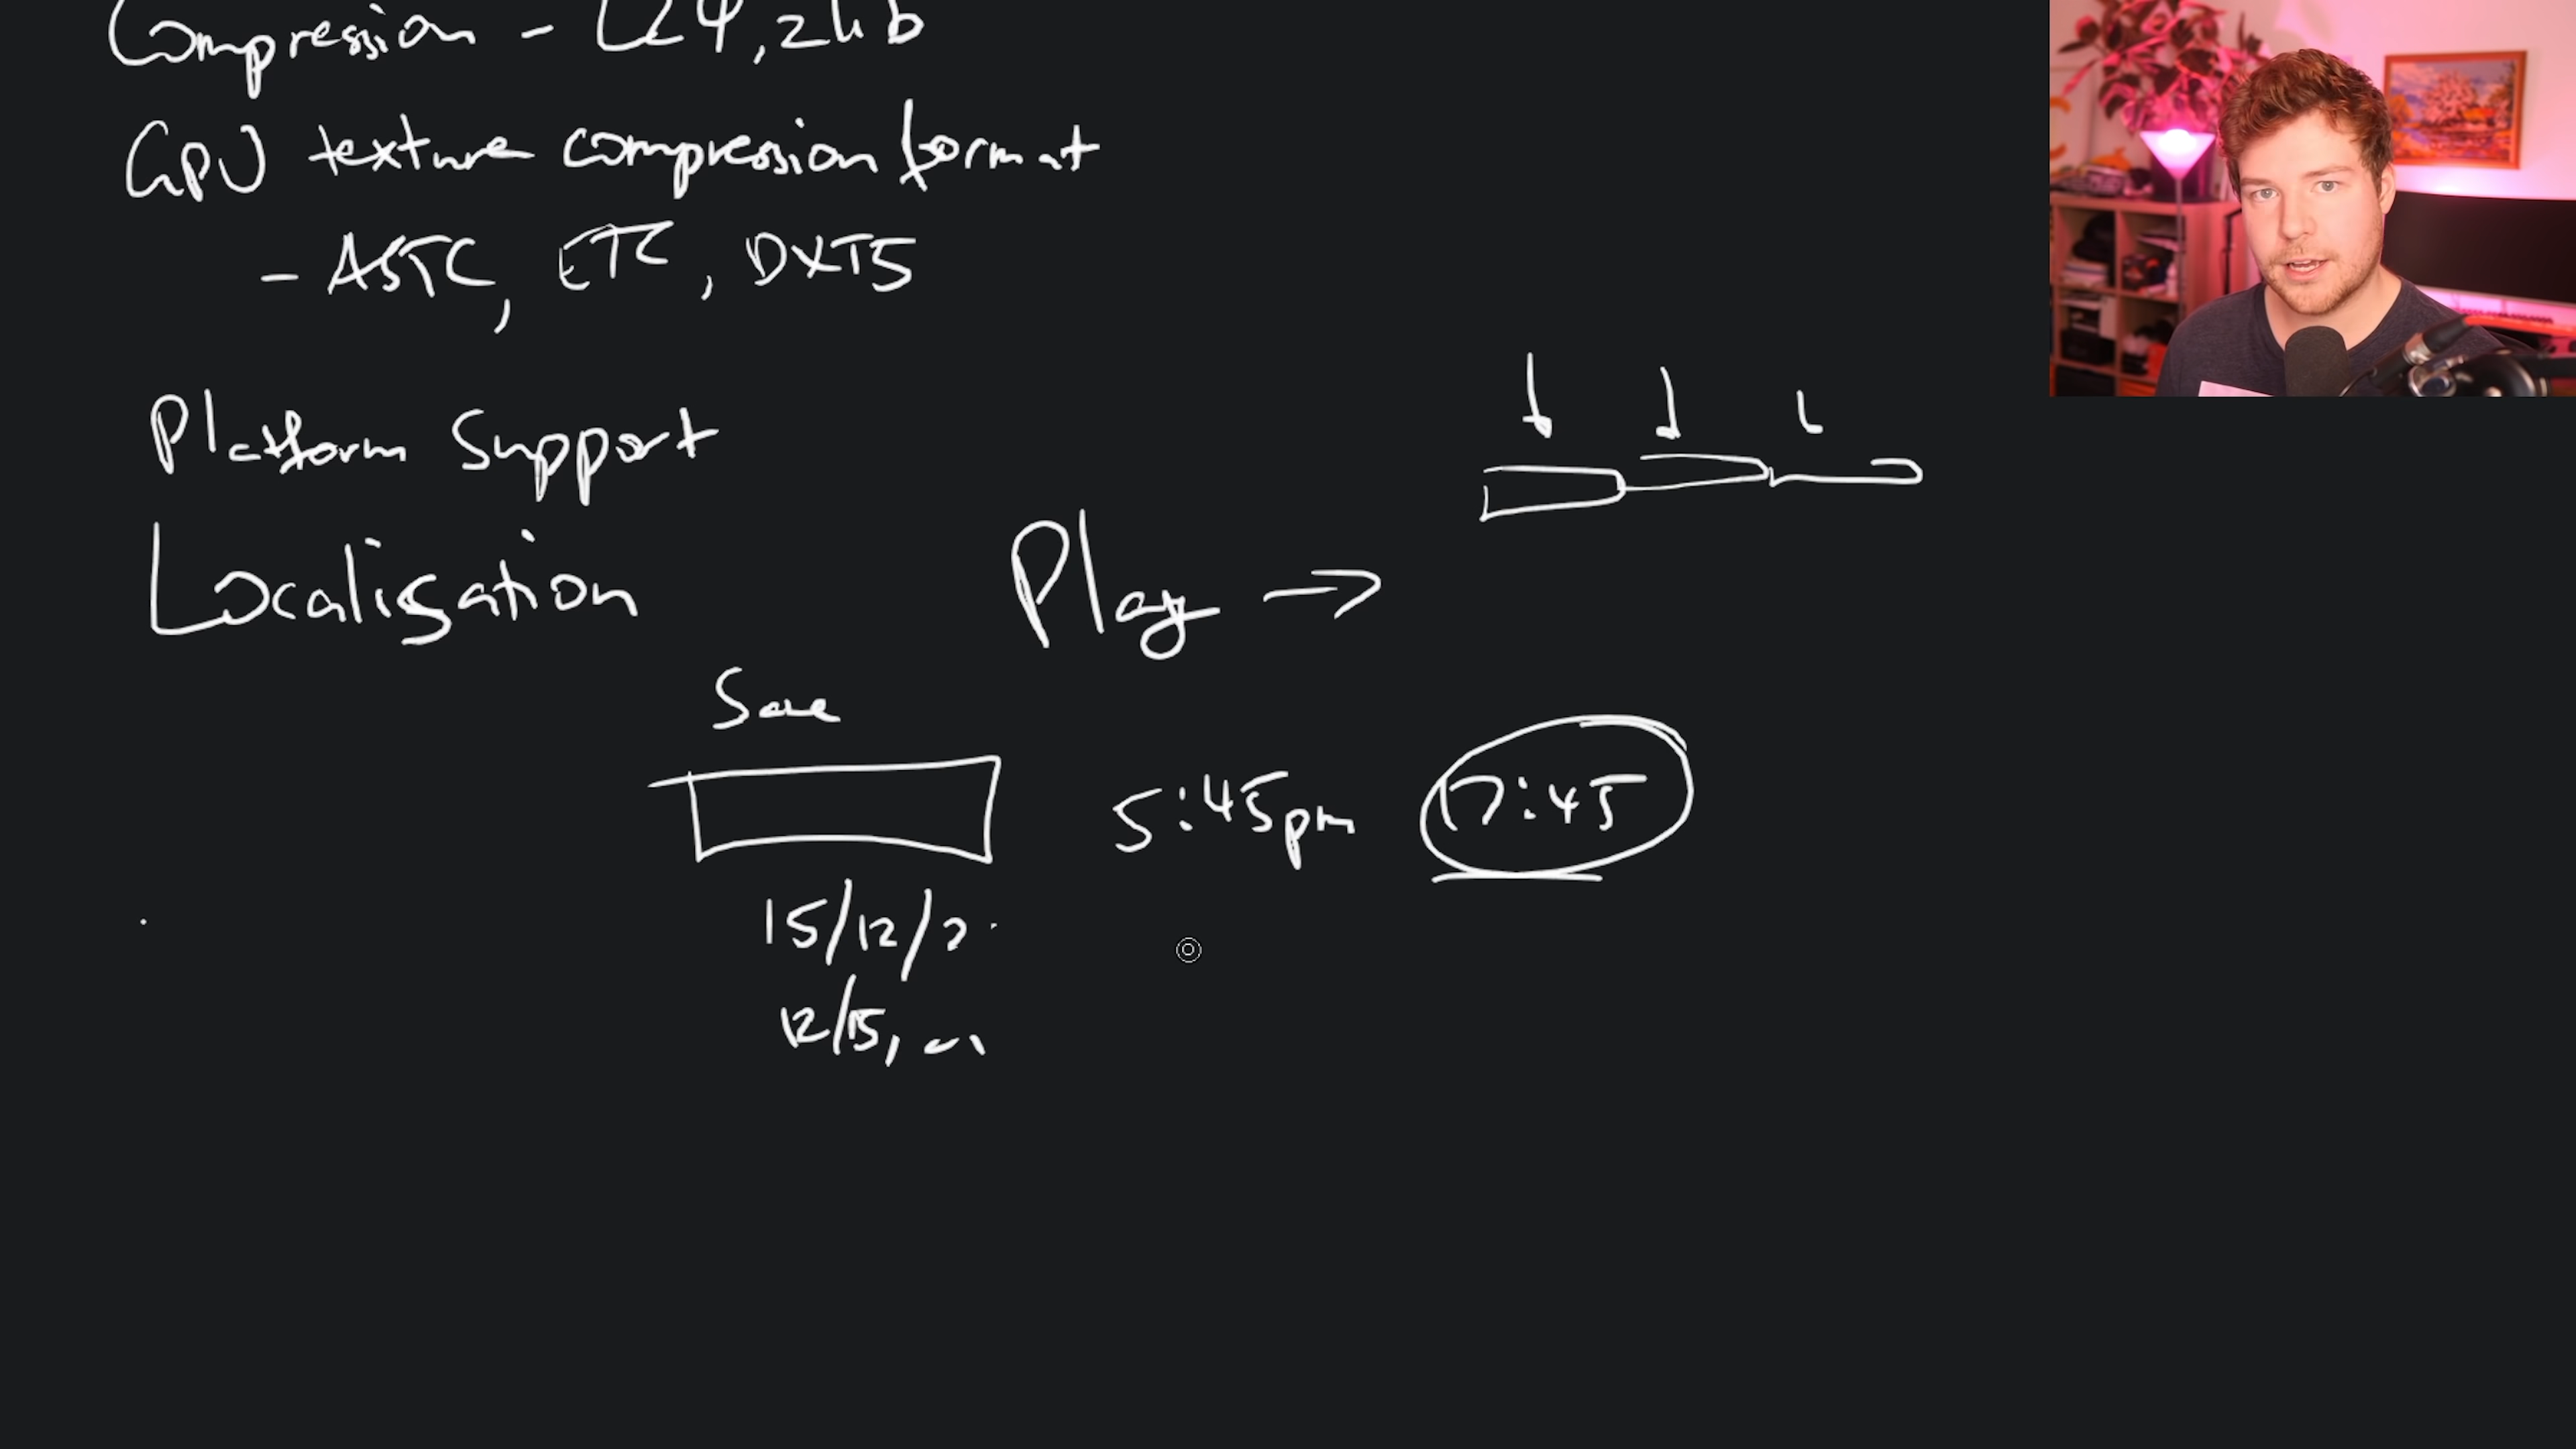 Compression - LZ4, zlib
GPU texture compression format
- ASTC, ETC, DXT5
Platform Support
Localisation
Play →
Save
5:45pm 17:45
15/12/2
12/15,